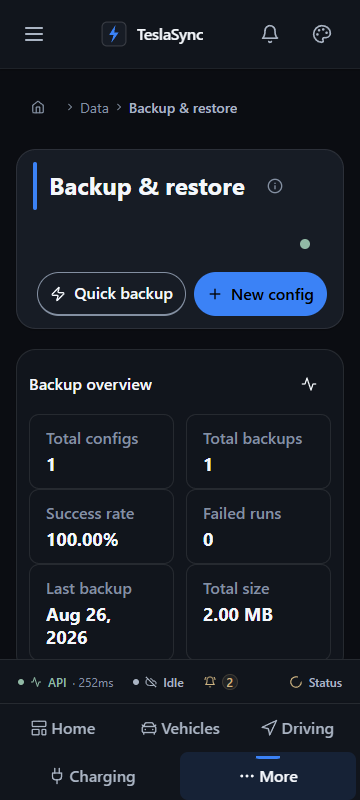 TeslaSync
Data
Backup & restore
Backup & restore
Quick backup
New config
Backup overview
Total configs
1
Total backups
1
Success rate
100.00%
Failed runs
0
Last backup
Aug 26,
2026
Total size
2.00 MB
API · 252ms
Idle
2
Status
Home
Vehicles
Driving
Charging
More